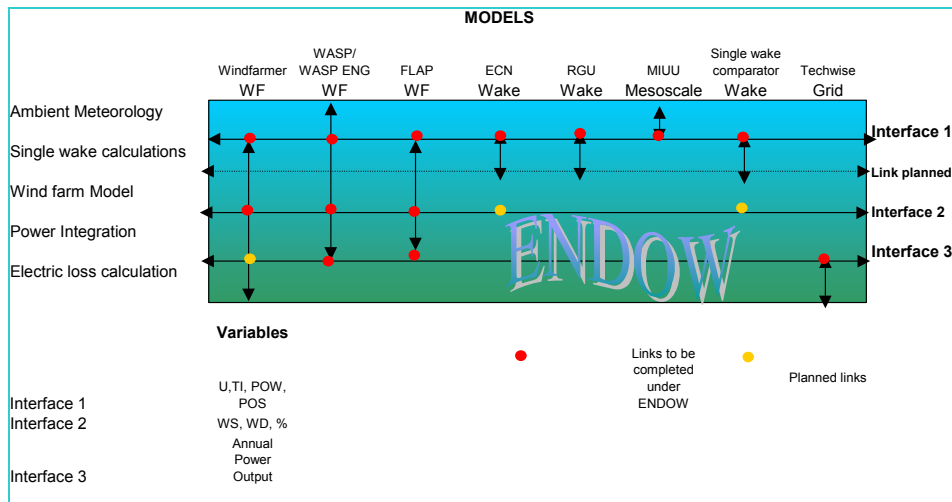 MODELS
Windfarmer
WF
WASP/
WASP ENG
WF
FLAP
WF
ECN
Wake
RGU
Wake
MIUU
Mesoscale
Single wake
comparator
Wake
Techwise
Grid
Ambient Meteorology
Interface 1
Single wake calculations
Link planned
Wind farm Model
Interface 2
Power Integration
Interface 3
Electric loss calculation
ENDOW
Variables
Links to be
completed
under
ENDOW
Planned links
U,TI, POW,
POS
Interface 1
Interface 2
WS, WD, %
Annual
Power
Output
Interface 3